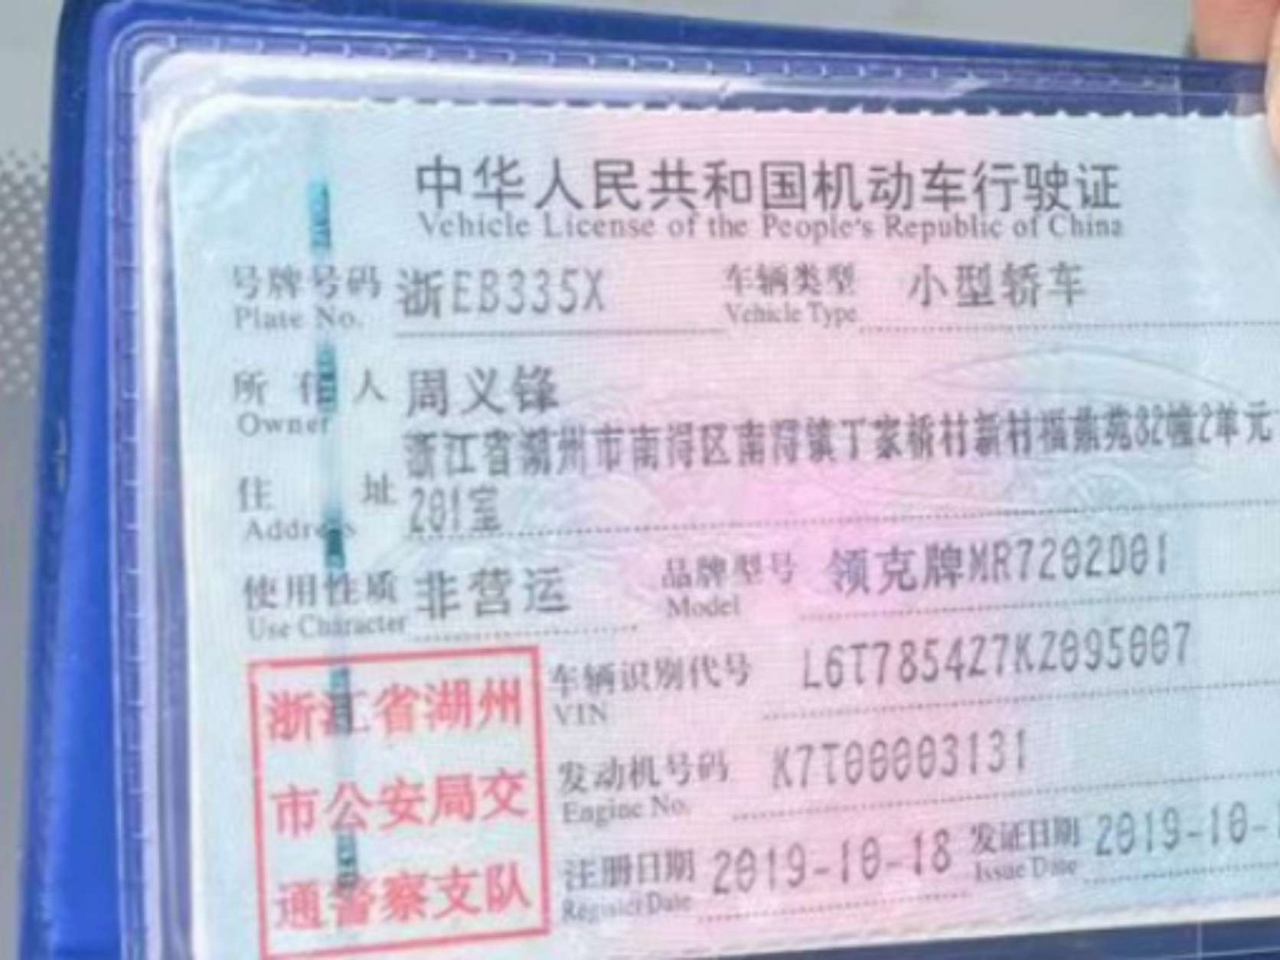 中华人民共和国机动车行驶证
Vehicle License of the People's Republic of China
号牌号码 浙EB335X 车辆类型 小型轿车
Plate No. Vehicle Type
所有人 周义锋
Owner
浙江省湖州市南浔区南浔镇丁家桥村新村福鼎苑82幢2单元
住址 201室
Address
使用性质 非营运 品牌型号 领克牌MR7202D01
Use Character Model
浙江省湖州
市公安局交
通警察支队
车辆识别代号 L6T7854Z7KZ095007
VIN
发动机号码 K7T00003131
Engine No.
注册日期 2019-10-18 发证日期 2019-10-
Register Date Issue Date